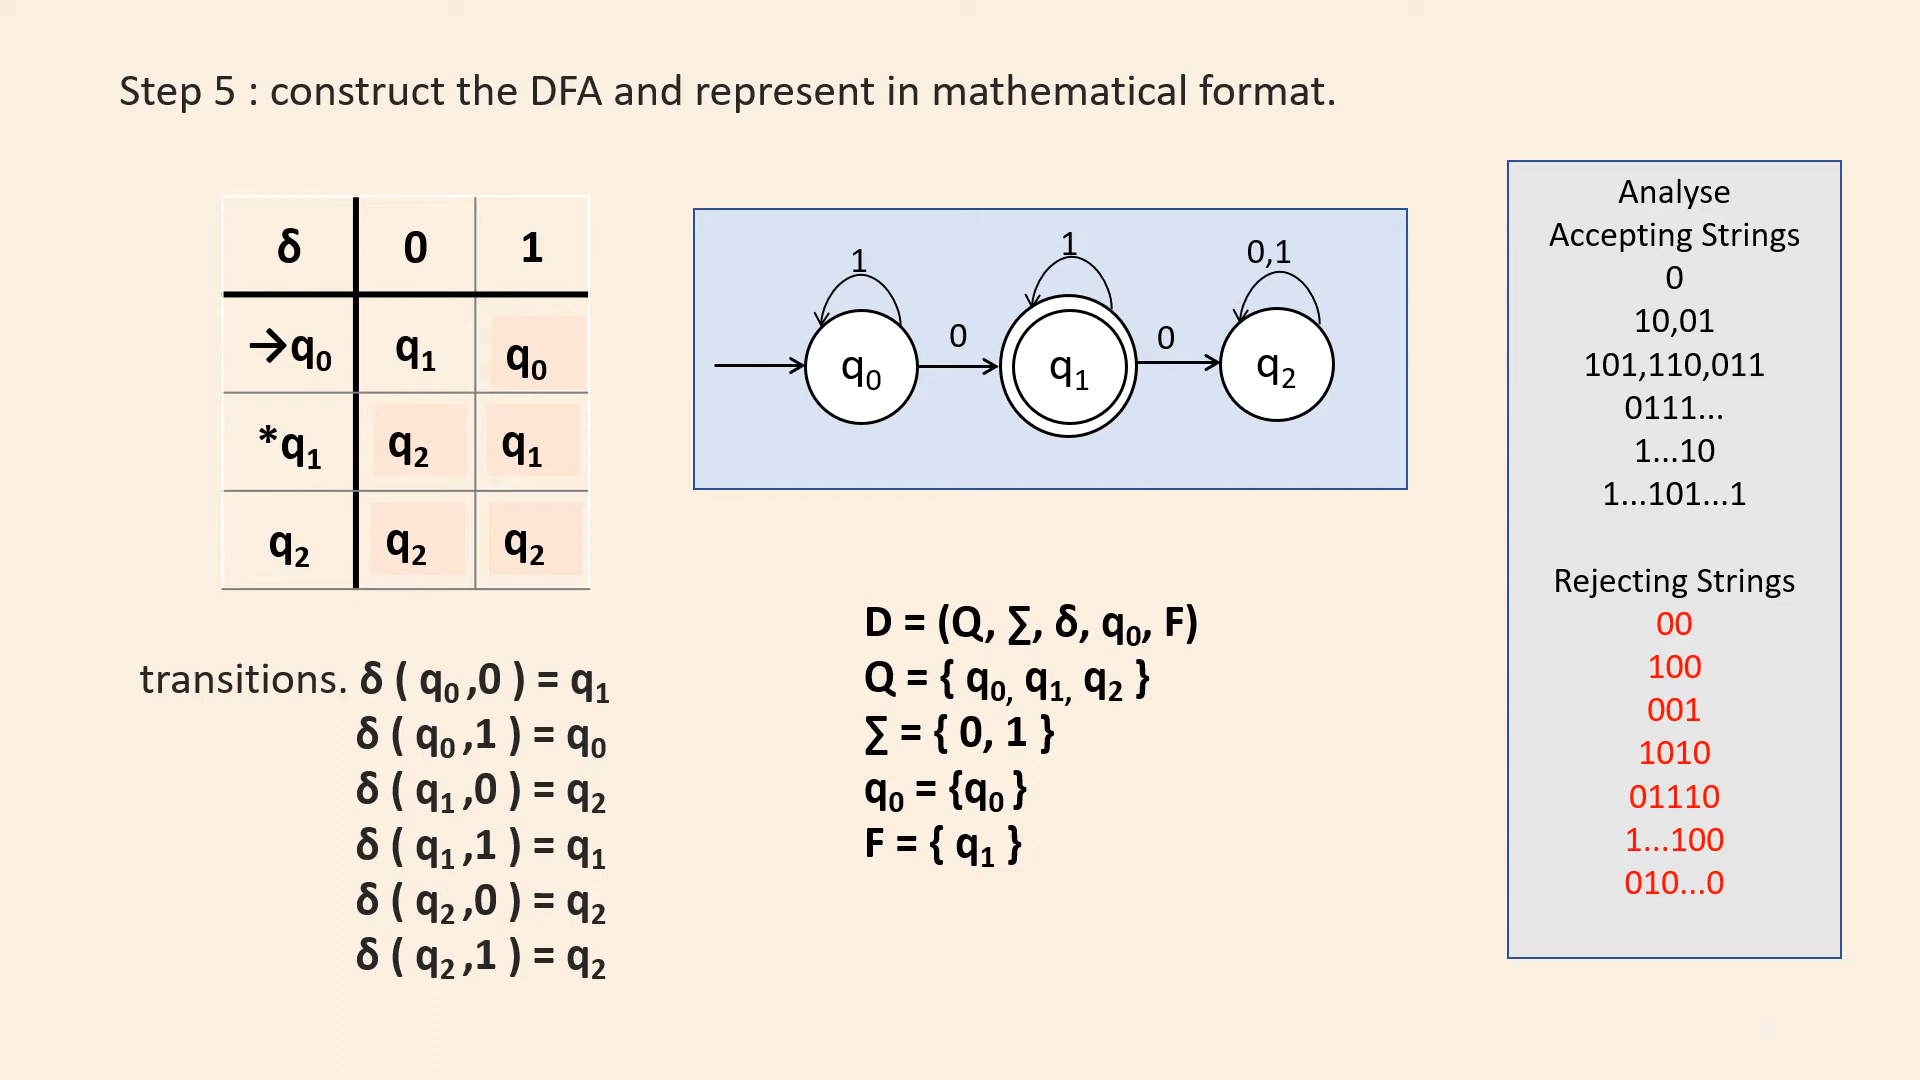 Step 5 : construct the DFA and represent in mathematical format.
δ 0 1
→q₀ q₁ q₀
*q₁ q₂ q₁
q₂ q₂ q₂
transitions. δ ( q₀ ,0 ) = q₁
δ ( q₀ ,1 ) = q₀
δ ( q₁ ,0 ) = q₂
δ ( q₁ ,1 ) = q₁
δ ( q₂ ,0 ) = q₂
δ ( q₂ ,1 ) = q₂
1 1 0,1
0 0
q₀ q₁ q₂
D = (Q, ∑, δ, q₀, F)
Q = { q₀, q₁, q₂ }
∑ = { 0, 1 }
q₀ = {q₀ }
F = { q₁ }
Analyse
Accepting Strings
0
10,01
101,110,011
0111...
1...10
1...101...1
Rejecting Strings
00
100
001
1010
01110
1...100
010...0